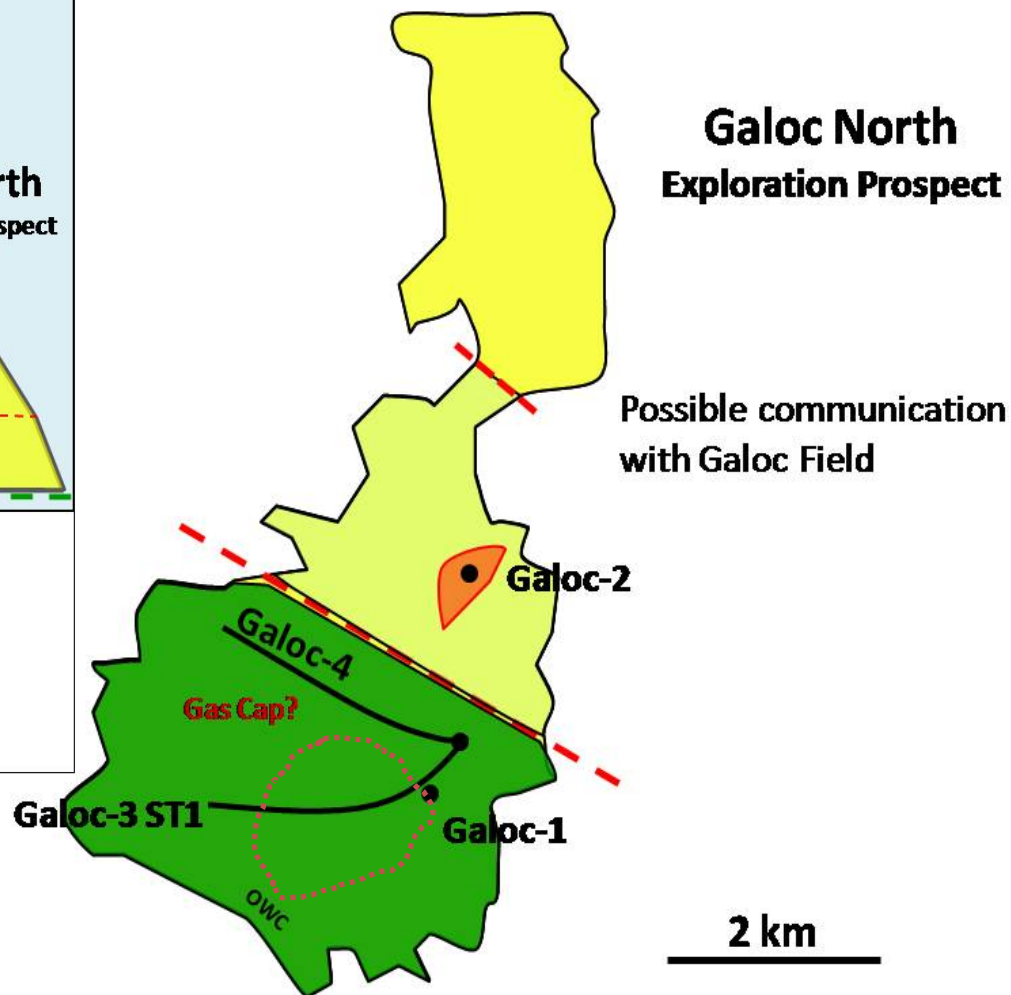 rth
spect
Galoc North
Exploration Prospect
Possible communication
with Galoc Field
Galoc-2
Galoc-4
Gas Cap?
Galoc-3 ST1
Galoc-1
OWC
2 km